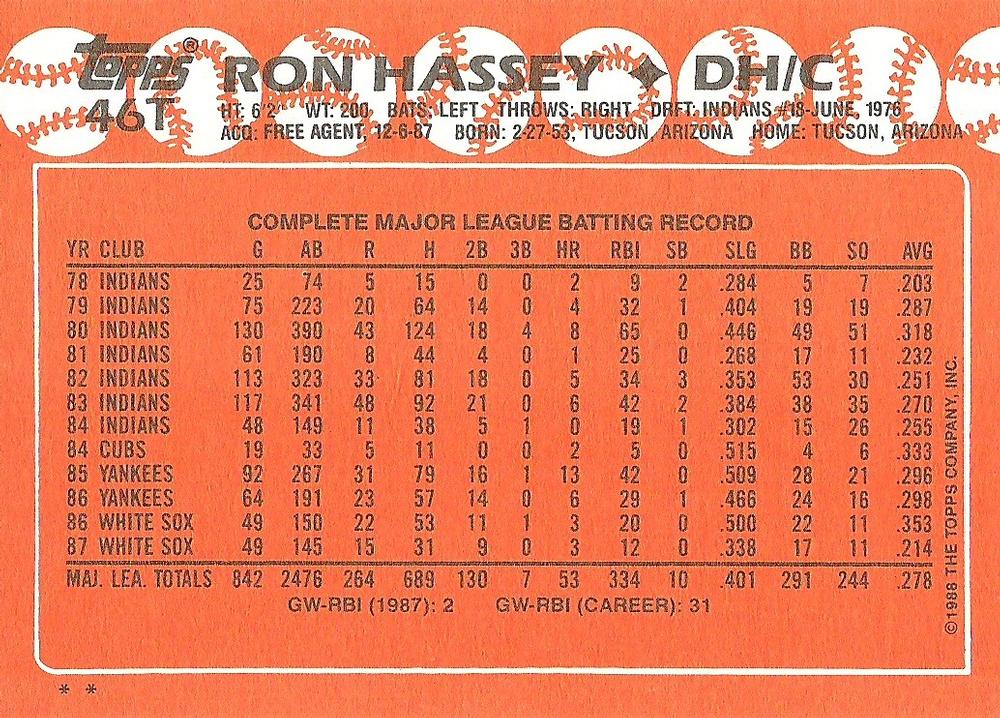 topps® RON HASSEY ✦ DH/C
46T HT: 6'2" WT: 200 BATS: LEFT THROWS: RIGHT DRFT: INDIANS #18-JUNE, 1976
ACQ: FREE AGENT, 12-6-87 BORN: 2-27-53, TUCSON, ARIZONA HOME: TUCSON, ARIZONA
COMPLETE MAJOR LEAGUE BATTING RECORD
YR CLUB G AB R H 2B 3B HR RBI SB SLG BB SO AVG
78 INDIANS 25 74 5 15 0 0 2 9 2 .284 5 7 .203
79 INDIANS 75 223 20 64 14 0 4 32 1 .404 19 19 .287
80 INDIANS 130 390 43 124 18 4 8 65 0 .446 49 51 .318
81 INDIANS 61 190 8 44 4 0 1 25 0 .268 17 11 .232
82 INDIANS 113 323 33 81 18 0 5 34 3 .353 53 30 .251
83 INDIANS 117 341 48 92 21 0 6 42 2 .384 38 35 .270
84 INDIANS 48 149 11 38 5 1 0 19 1 .302 15 26 .255
84 CUBS 19 33 5 11 0 0 2 5 0 .515 4 6 .333
85 YANKEES 92 267 31 79 16 1 13 42 0 .509 28 21 .296
86 YANKEES 64 191 23 57 14 0 6 29 1 .466 24 16 .298
86 WHITE SOX 49 150 22 53 11 1 3 20 0 .500 22 11 .353
87 WHITE SOX 49 145 15 31 9 0 3 12 0 .338 17 11 .214
MAJ. LEA. TOTALS 842 2476 264 689 130 7 53 334 10 .401 291 244 .278
GW-RBI (1987): 2 GW-RBI (CAREER): 31
©1988 THE TOPPS COMPANY, INC.
* *